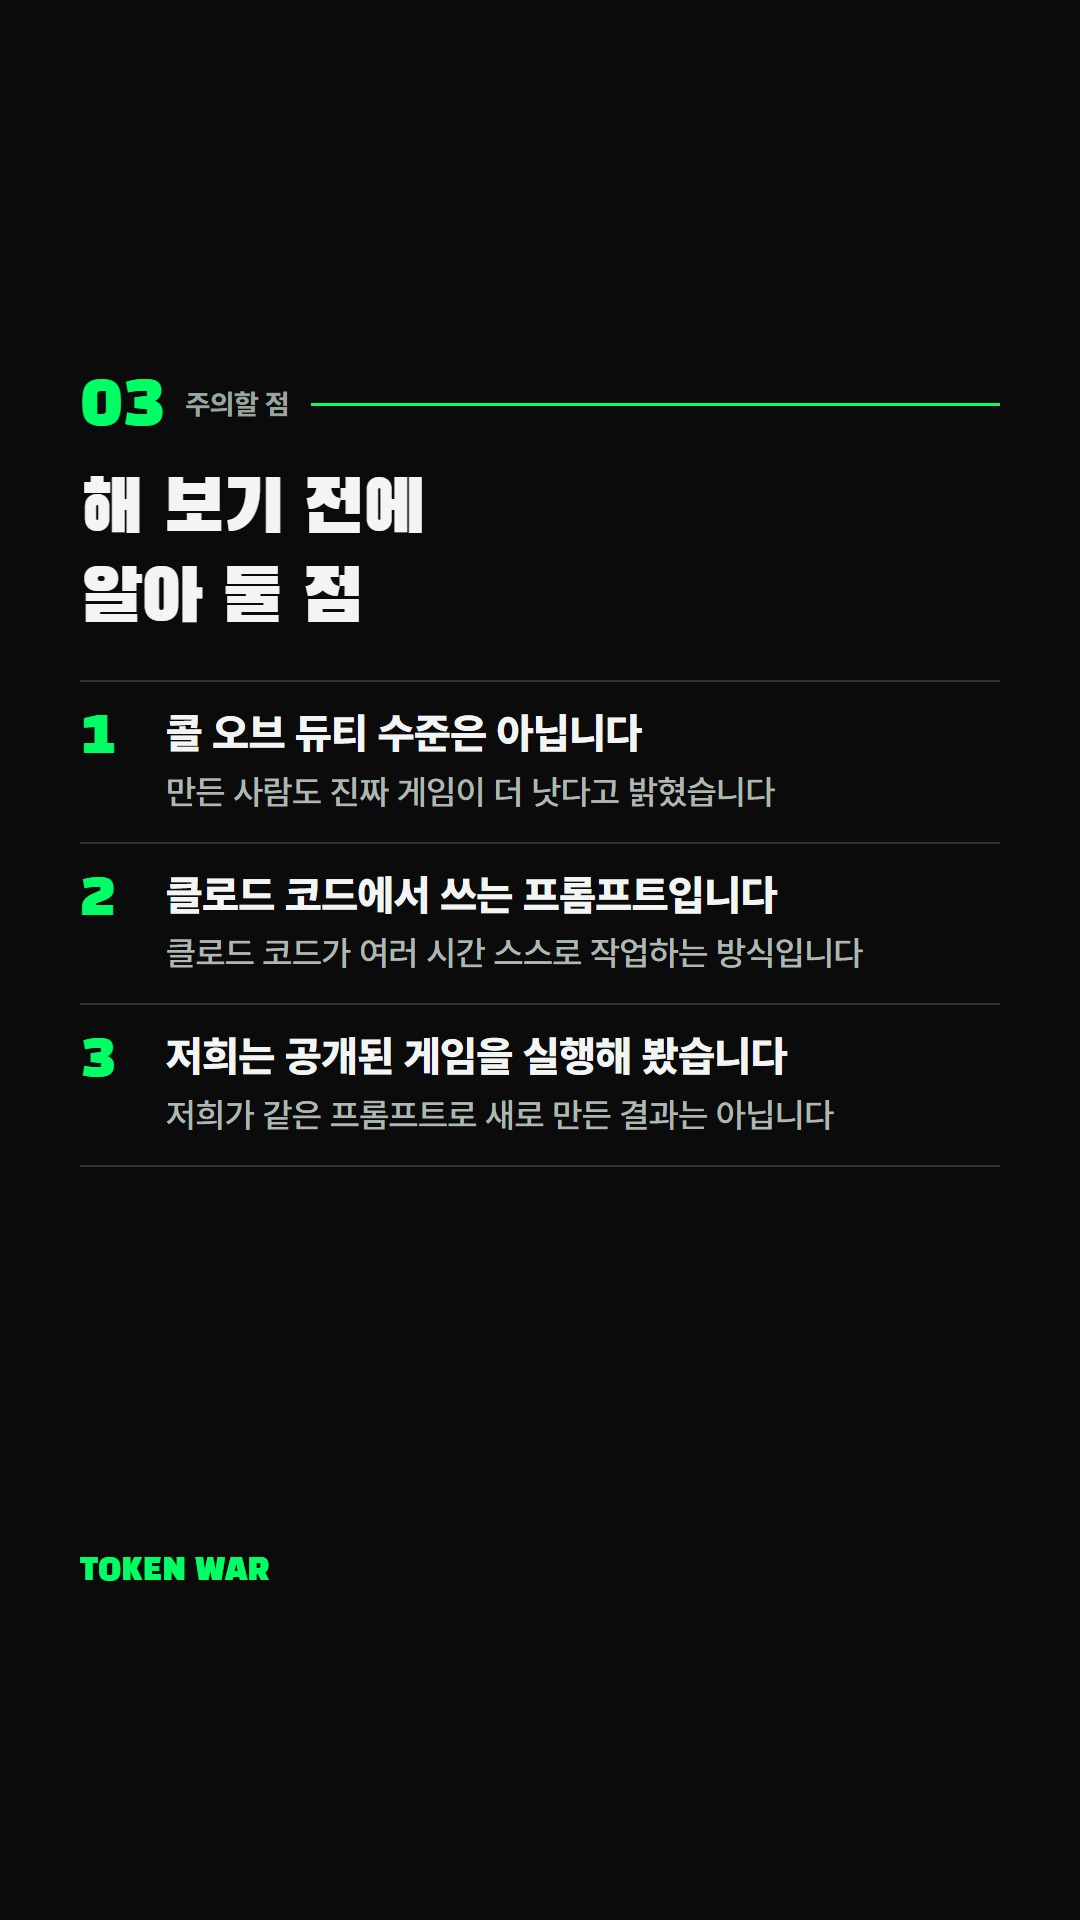 03 주의할 점
해 보기 전에
알아 둘 점
1 콜 오브 듀티 수준은 아닙니다
만든 사람도 진짜 게임이 더 낫다고 밝혔습니다
2 클로드 코드에서 쓰는 프롬프트입니다
클로드 코드가 여러 시간 스스로 작업하는 방식입니다
3 저희는 공개된 게임을 실행해 봤습니다
저희가 같은 프롬프트로 새로 만든 결과는 아닙니다
TOKEN WAR